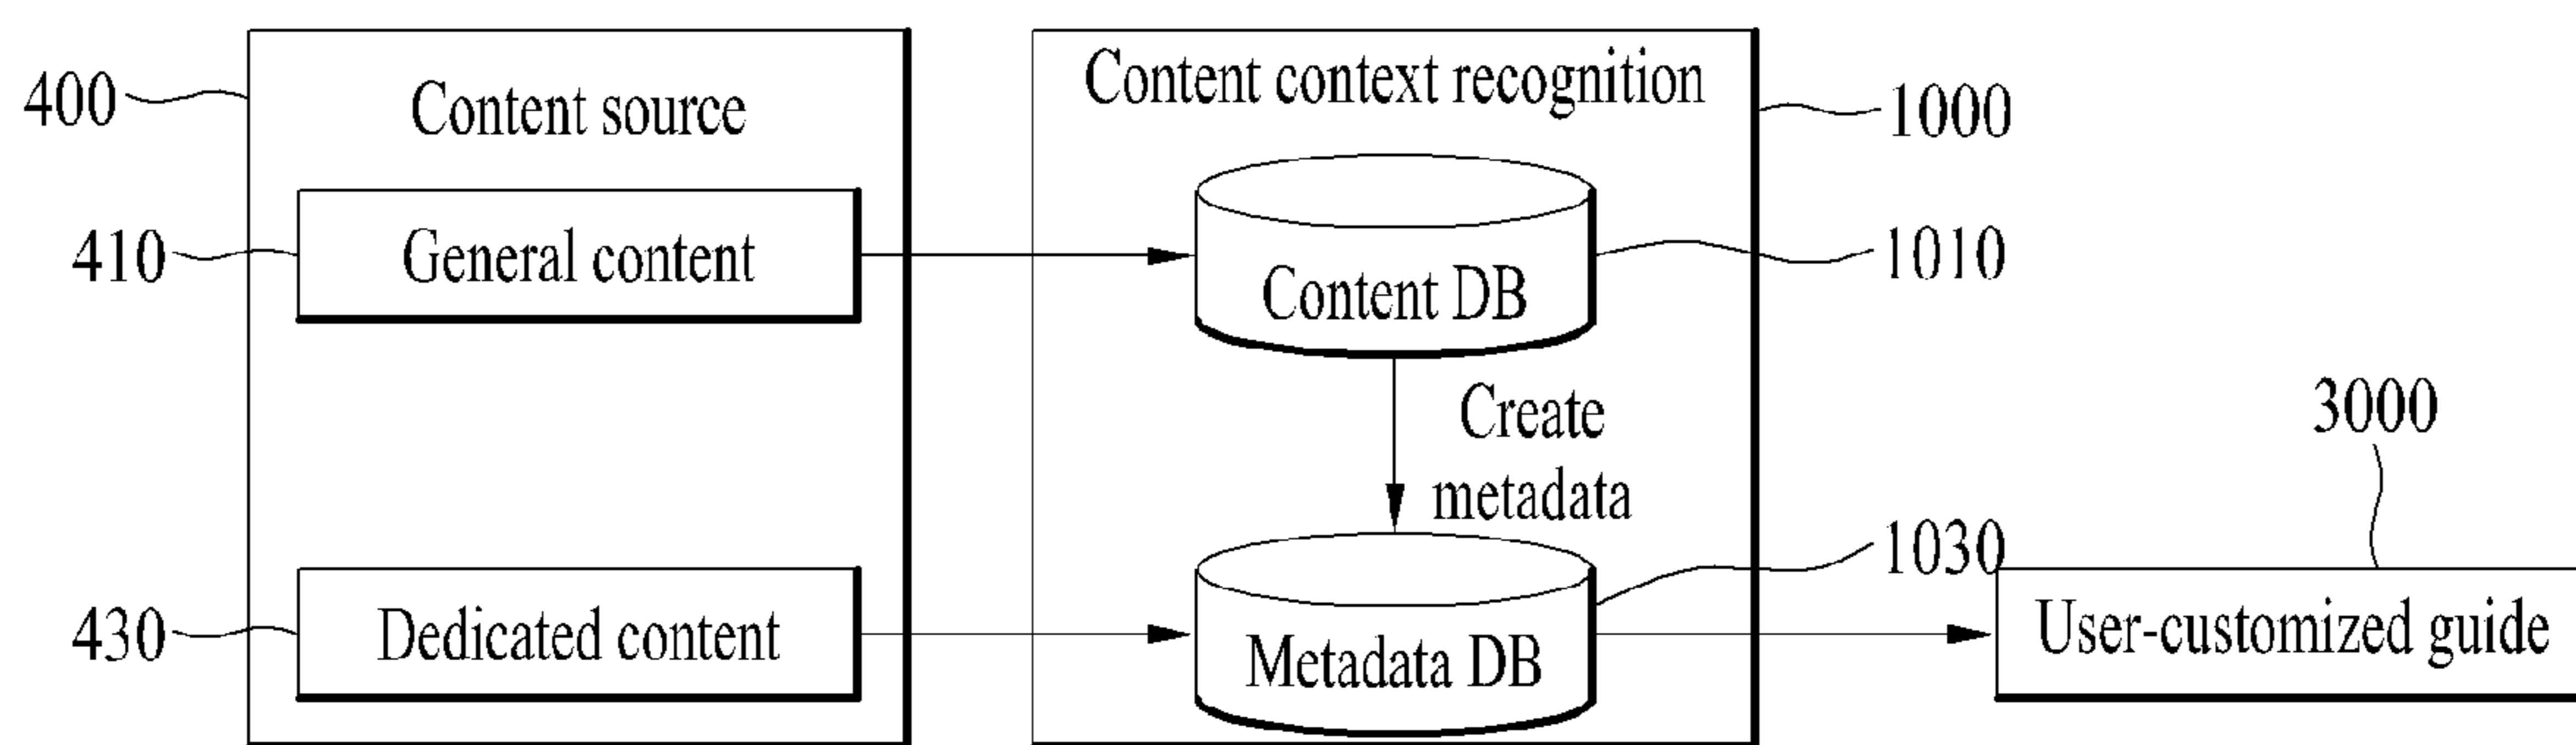 400
Content source
Content context recognition
1000
410
General content
Content DB
1010
Create
metadata
3000
430
Dedicated content
Metadata DB
1030
User-customized guide